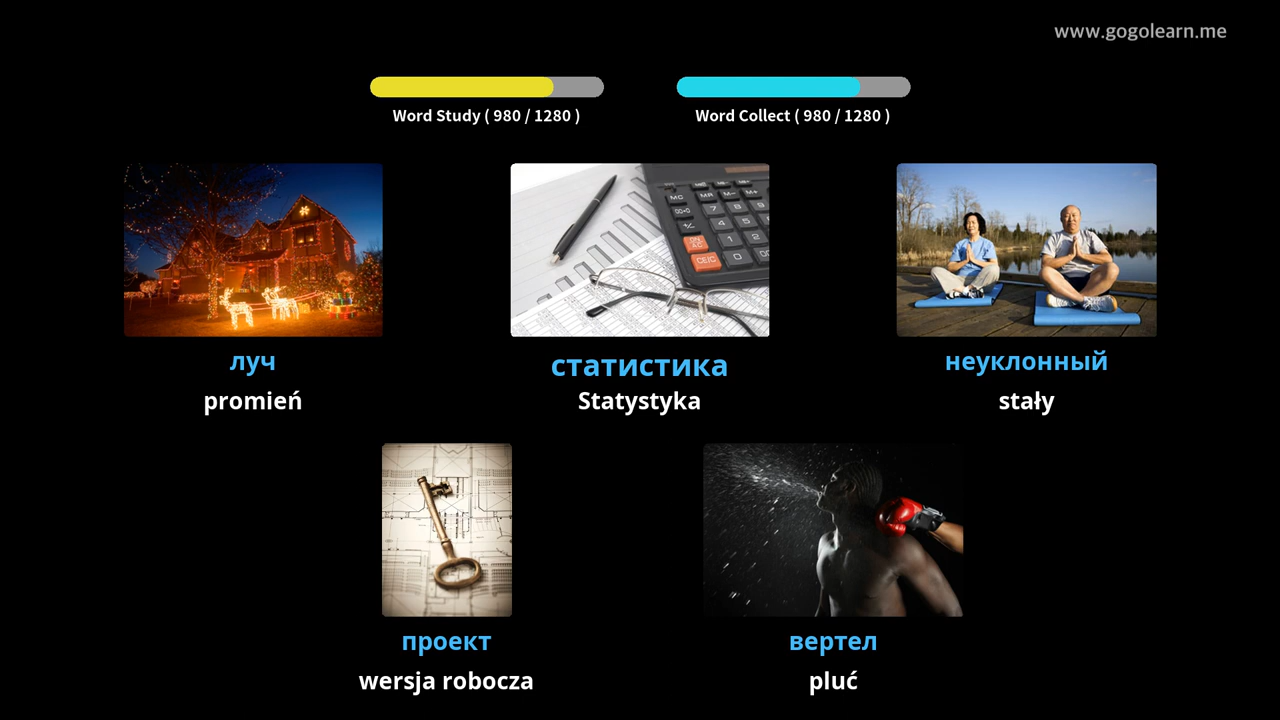 www.gogolearn.me
Word Study ( 980 / 1280 )
Word Collect ( 980 / 1280 )
луч
promień
статистика
Statystyka
неуклонный
stały
проект
wersja robocza
вертел
pluć